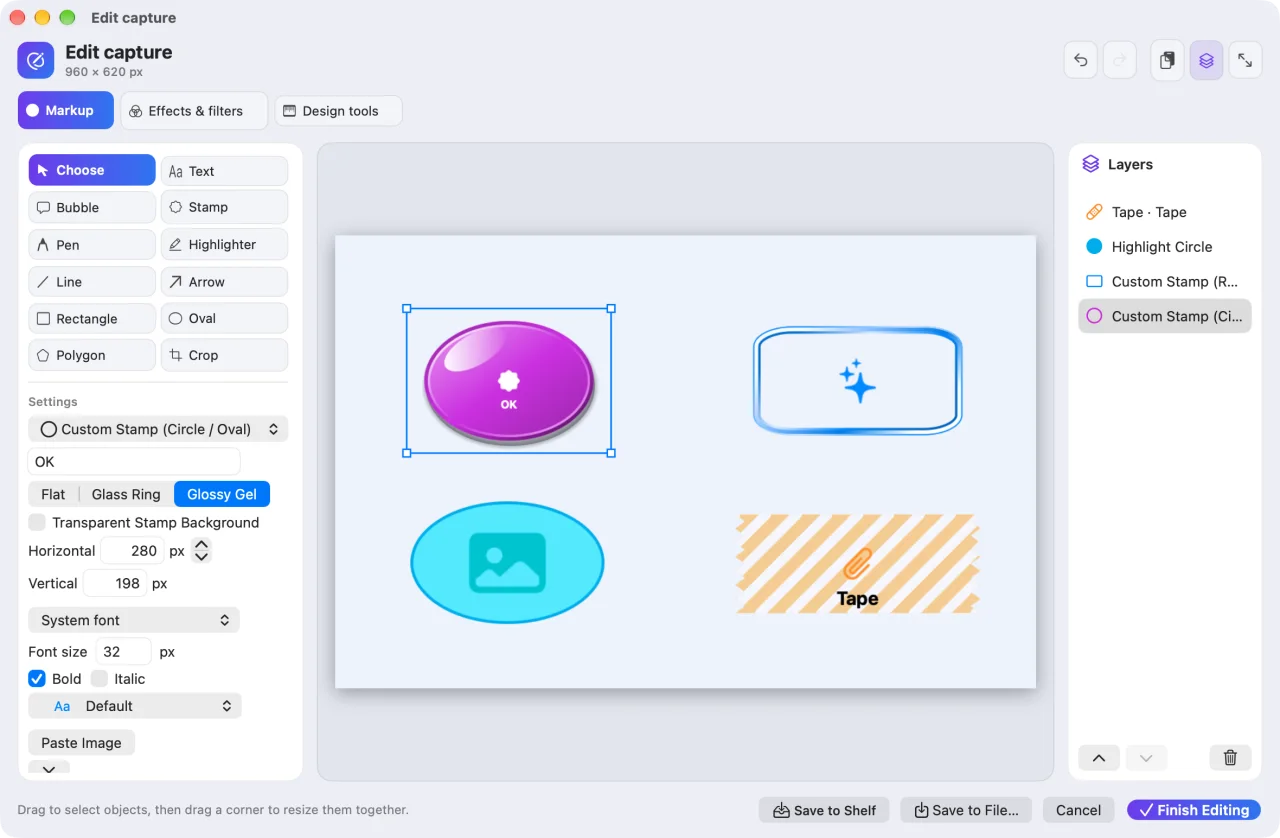 Edit capture
Edit capture
960 × 620 px
Markup
Effects & filters
Design tools
Choose
Aa Text
Bubble
Stamp
Pen
Highlighter
Line
Arrow
Rectangle
Oval
Polygon
Crop
Settings
Custom Stamp (Circle / Oval)
OK
Flat
Glass Ring
Glossy Gel
Transparent Stamp Background
Horizontal 280 px
Vertical 198 px
System font
Font size 32 px
Bold
Italic
Aa Default
Paste Image
OK
Tape
Layers
Tape · Tape
Highlight Circle
Custom Stamp (R...
Custom Stamp (Ci...
Drag to select objects, then drag a corner to resize them together.
Save to Shelf
Save to File...
Cancel
Finish Editing